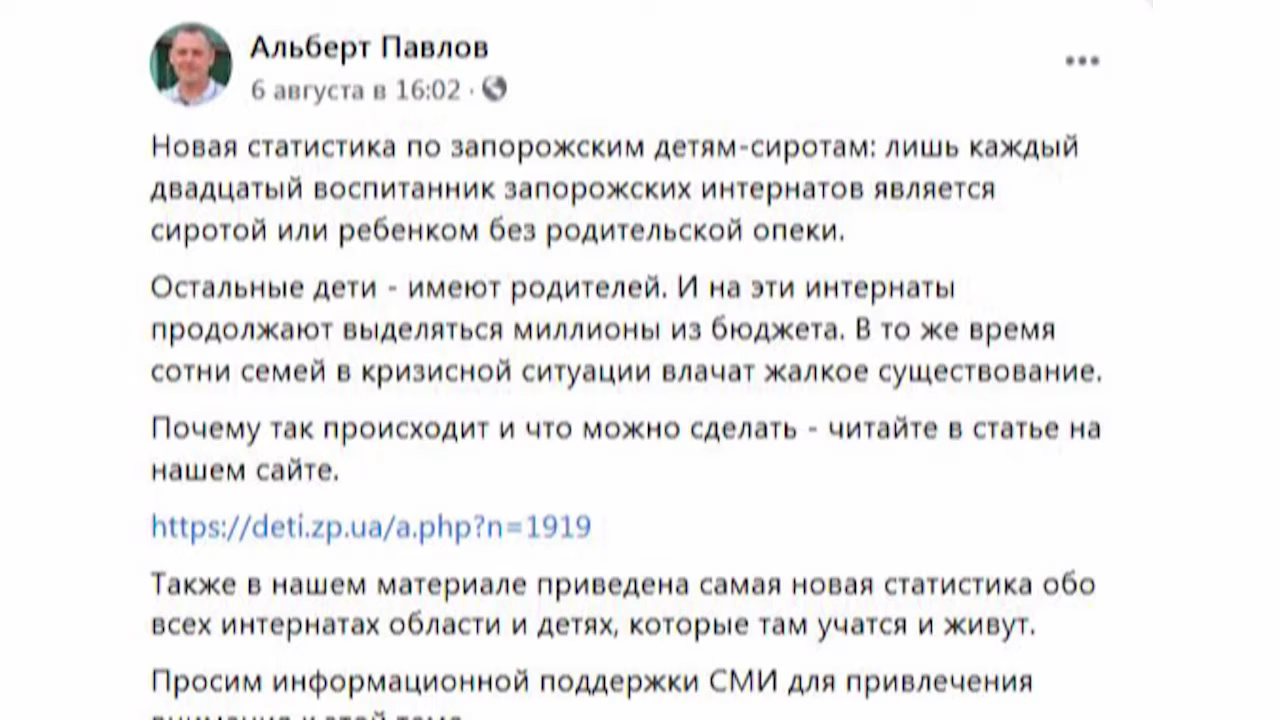 Альберт Павлов
6 августа в 16:02 ·
Новая статистика по запорожским детям-сиротам: лишь каждый
двадцатый воспитанник запорожских интернатов является
сиротой или ребенком без родительской опеки.
Остальные дети - имеют родителей. И на эти интернаты
продолжают выделяться миллионы из бюджета. В то же время
сотни семей в кризисной ситуации влачат жалкое существование.
Почему так происходит и что можно сделать - читайте в статье на
нашем сайте.
https://deti.zp.ua/a.php?n=1919
Также в нашем материале приведена самая новая статистика обо
всех интернатах области и детях, которые там учатся и живут.
Просим информационной поддержки СМИ для привлечения